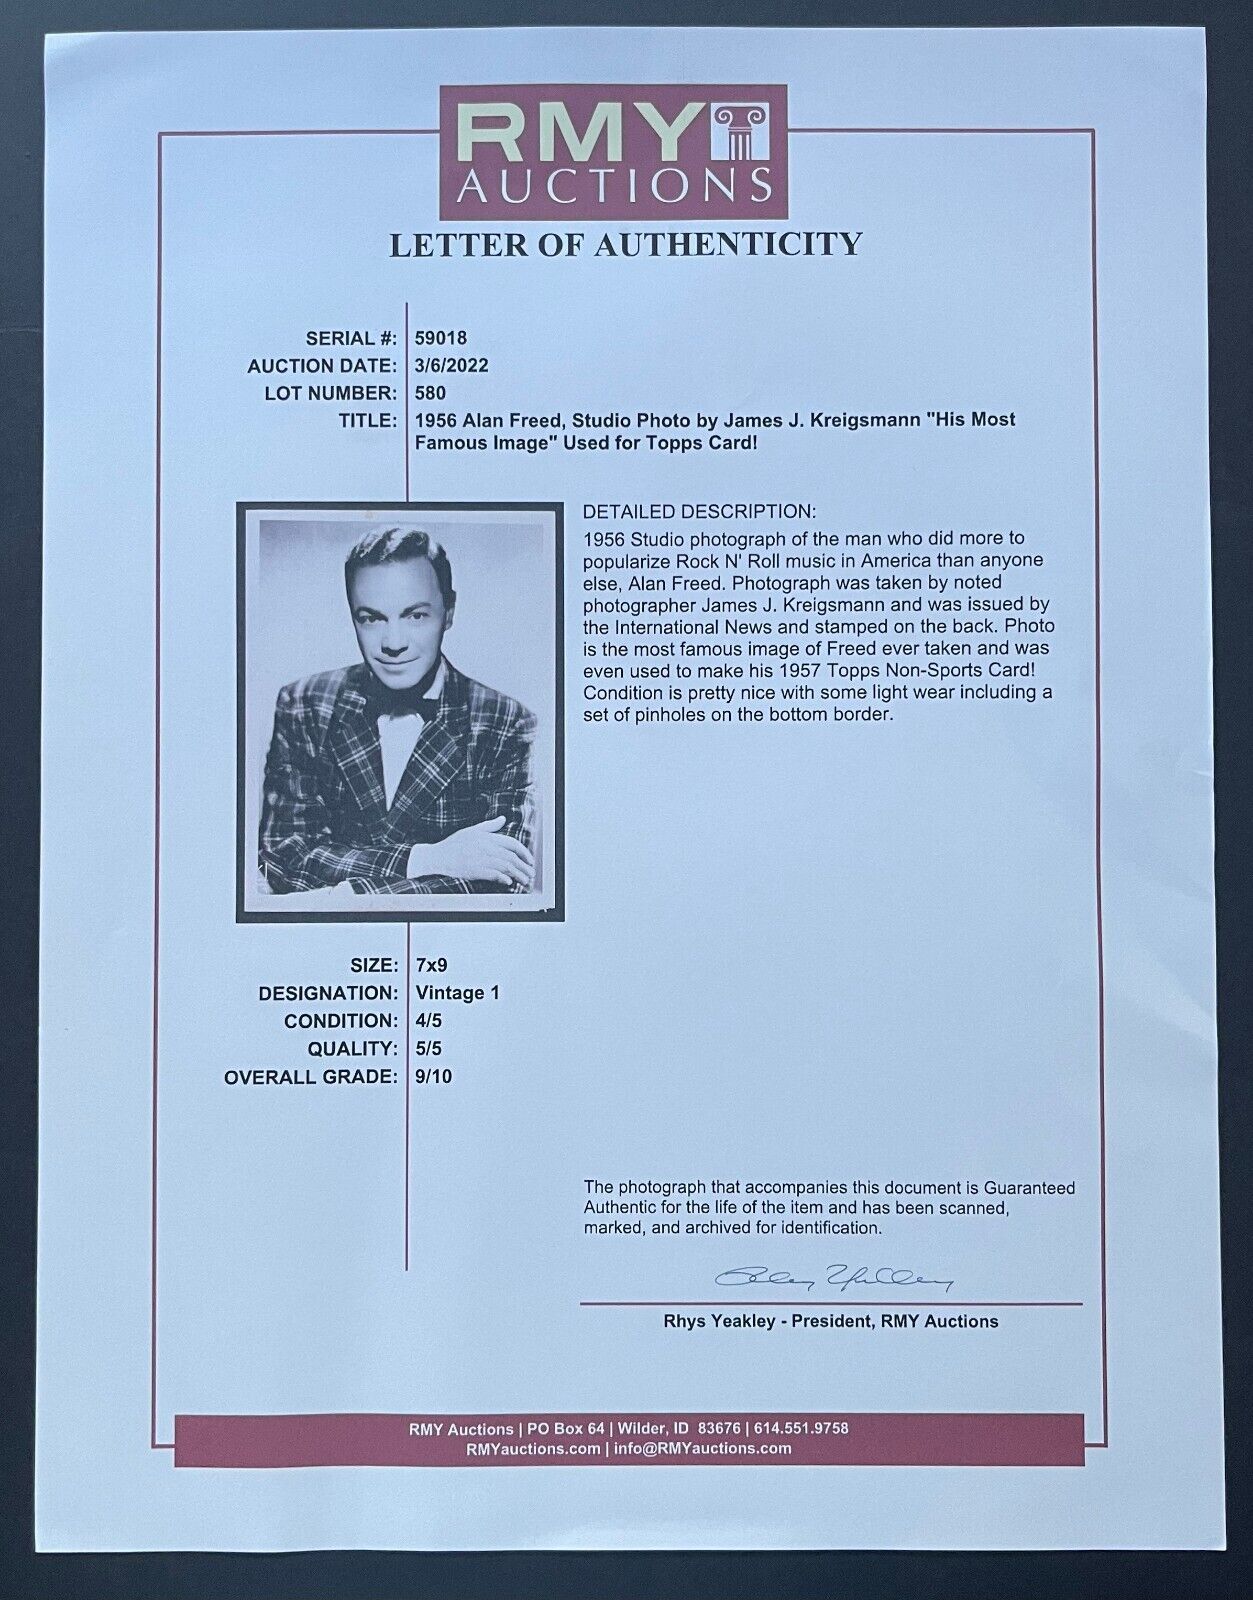 RMY
AUCTIONS
LETTER OF AUTHENTICITY
SERIAL #: 59018
AUCTION DATE: 3/6/2022
LOT NUMBER: 580
TITLE: 1956 Alan Freed, Studio Photo by James J. Kreigsmann "His Most
Famous Image" Used for Topps Card!
DETAILED DESCRIPTION:
1956 Studio photograph of the man who did more to
popularize Rock N' Roll music in America than anyone
else, Alan Freed. Photograph was taken by noted
photographer James J. Kreigsmann and was issued by
the International News and stamped on the back. Photo
is the most famous image of Freed ever taken and was
even used to make his 1957 Topps Non-Sports Card!
Condition is pretty nice with some light wear including a
set of pinholes on the bottom border.
SIZE: 7x9
DESIGNATION: Vintage 1
CONDITION: 4/5
QUALITY: 5/5
OVERALL GRADE: 9/10
The photograph that accompanies this document is Guaranteed
Authentic for the life of the item and has been scanned,
marked, and archived for identification.
Rhys Yeakley
Rhys Yeakley - President, RMY Auctions
RMY Auctions | PO Box 64 | Wilder, ID 83676 | 614.551.9758
RMYauctions.com | info@RMYauctions.com